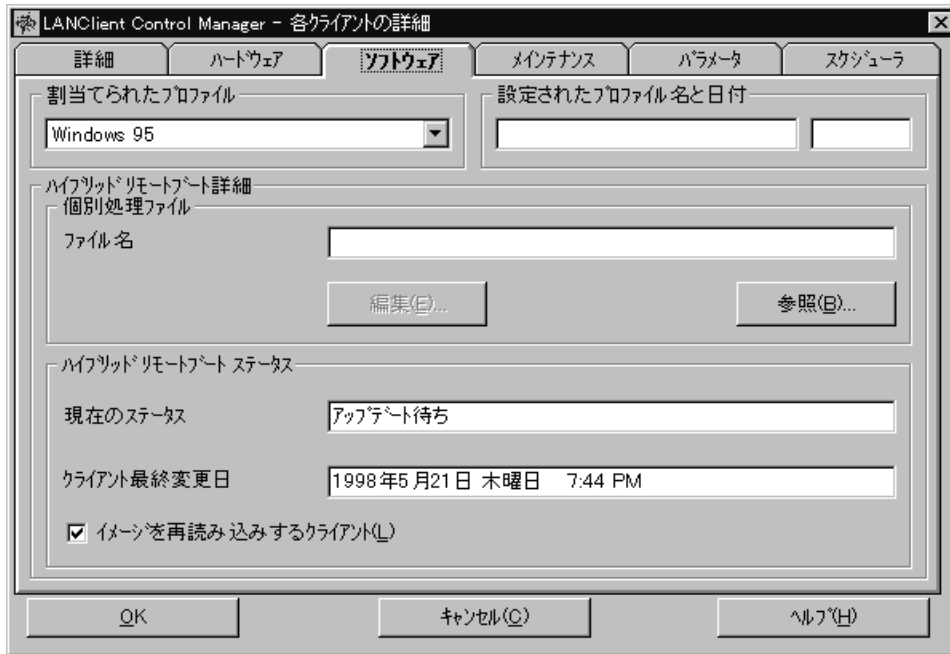 LANClient Control Manager - 各クライアントの詳細
詳細 ハードウェア ソフトウェア メインテナンス パラメータ スケジューラ
割当てられたプロファイル 設定されたプロファイル名と日付
Windows 95
ハイブリッド リモートブート詳細
個別処理ファイル
ファイル名
編集(E)... 参照(B)...
ハイブリッド リモートブート ステータス
現在のステータス アップデート待ち
クライアント最終変更日 1998年5月21日 木曜日 7:44 PM
イメージを再読み込みするクライアント(L)
OK キャンセル(C) ヘルプ(H)